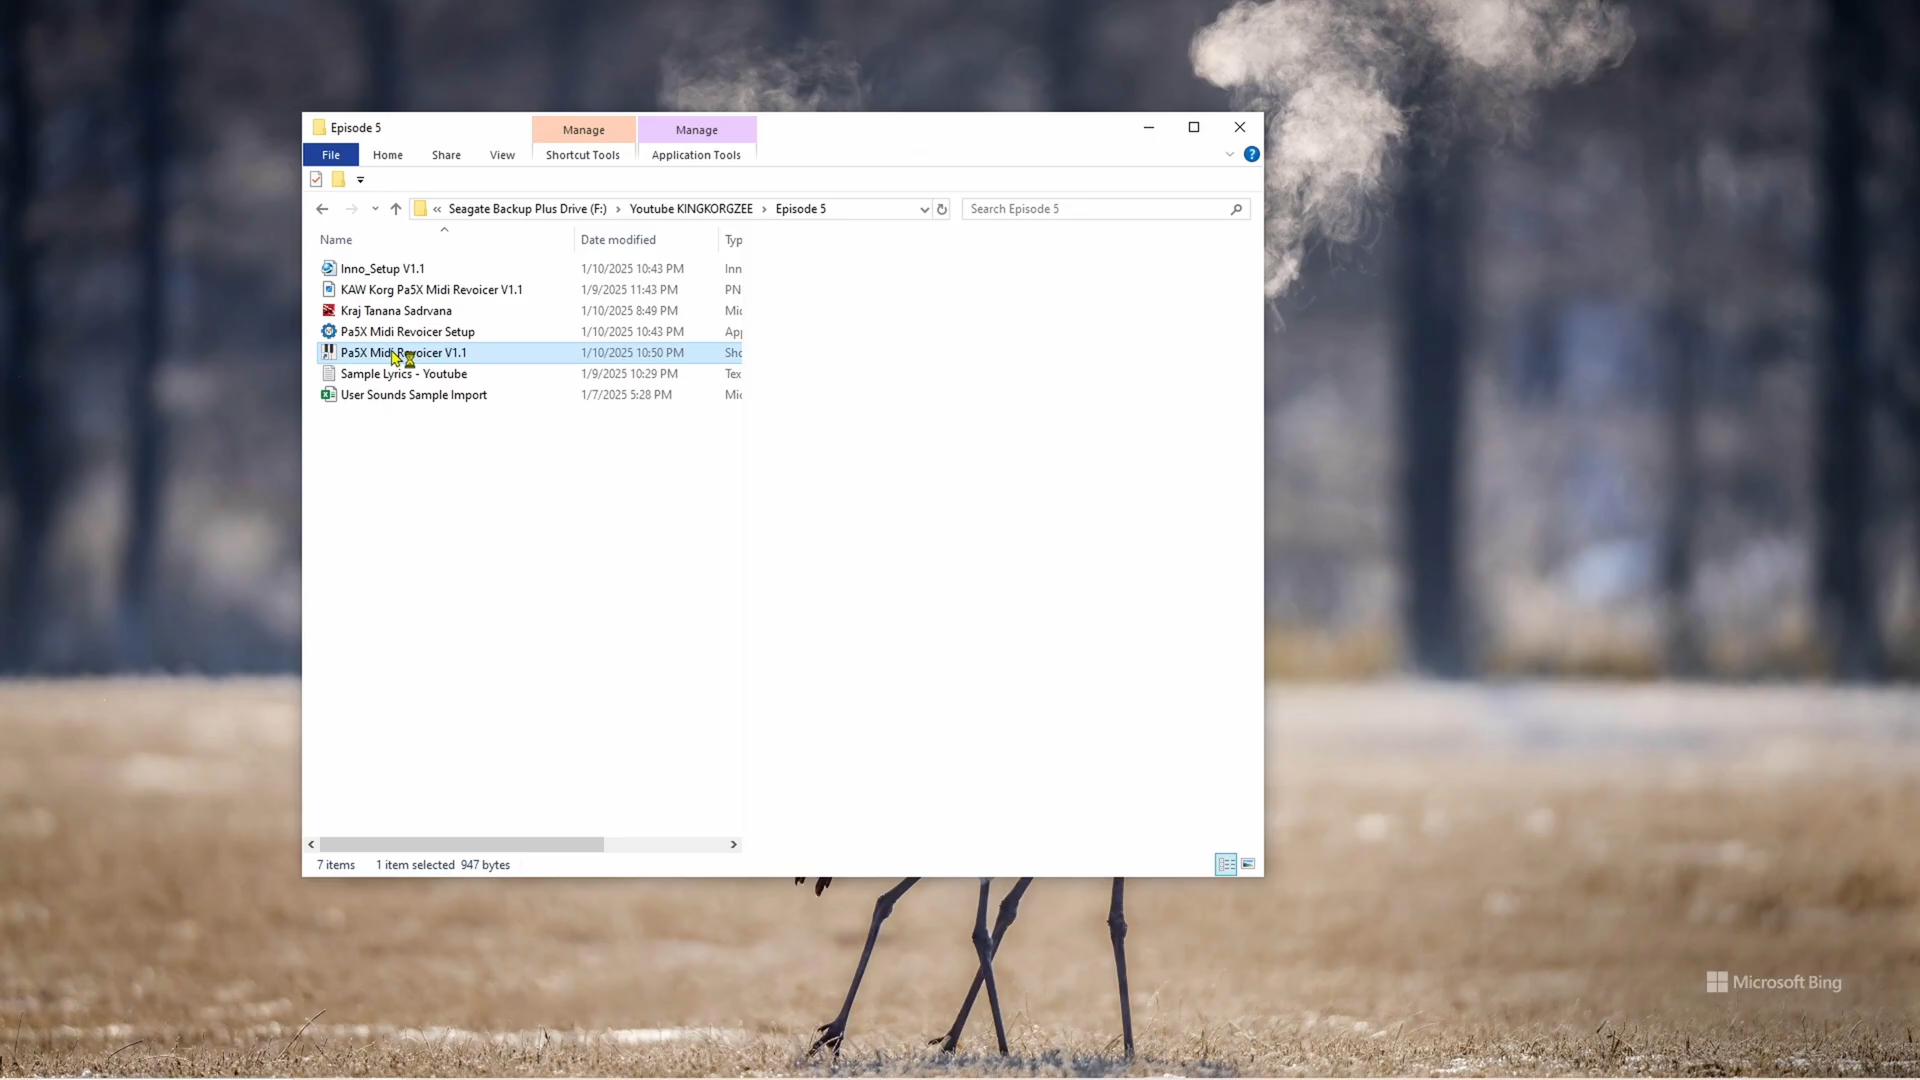 Episode 5
Manage
Manage
File
Home
Share
View
Shortcut Tools
Application Tools
?
« Seagate Backup Plus Drive (F:) › Youtube KINGKORGZEE › Episode 5
Search Episode 5
Name
Date modified
Typ
Inno_Setup V1.1 1/10/2025 10:43 PM Inn
KAW Korg Pa5X Midi Revoicer V1.1 1/9/2025 11:43 PM PN
Kraj Tanana Sadrvana 1/10/2025 8:49 PM Mic
Pa5X Midi Revoicer Setup 1/10/2025 10:43 PM App
Pa5X Midi Revoicer V1.1 1/10/2025 10:50 PM Sho
Sample Lyrics - Youtube 1/9/2025 10:29 PM Tex
User Sounds Sample Import 1/7/2025 5:28 PM Mic
7 items 1 item selected 947 bytes
Microsoft Bing